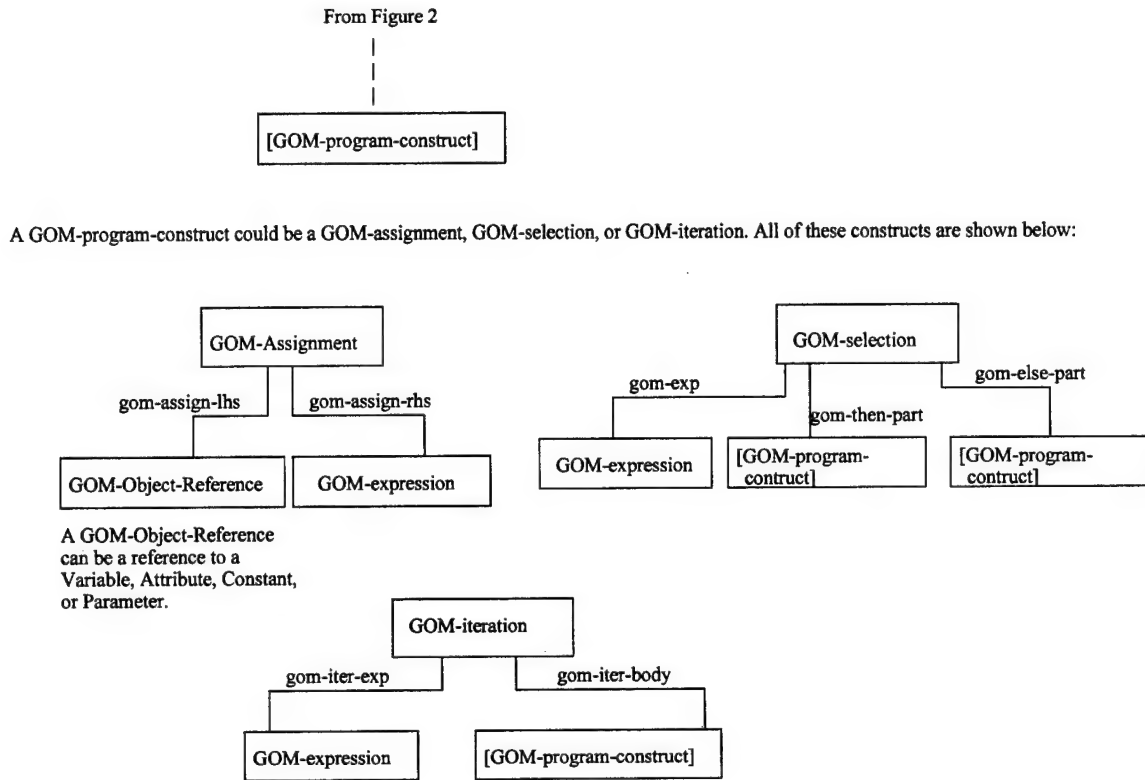 From Figure 2
[GOM-program-construct]
A GOM-program-construct could be a GOM-assignment, GOM-selection, or GOM-iteration. All of these constructs are shown below:
GOM-Assignment
gom-assign-lhs
gom-assign-rhs
GOM-Object-Reference
GOM-expression
A GOM-Object-Reference
can be a reference to a
Variable, Attribute, Constant,
or Parameter.
GOM-selection
gom-exp
gom-then-part
gom-else-part
GOM-expression
[GOM-program-
contruct]
[GOM-program-
contruct]
GOM-iteration
gom-iter-exp
gom-iter-body
GOM-expression
[GOM-program-construct]